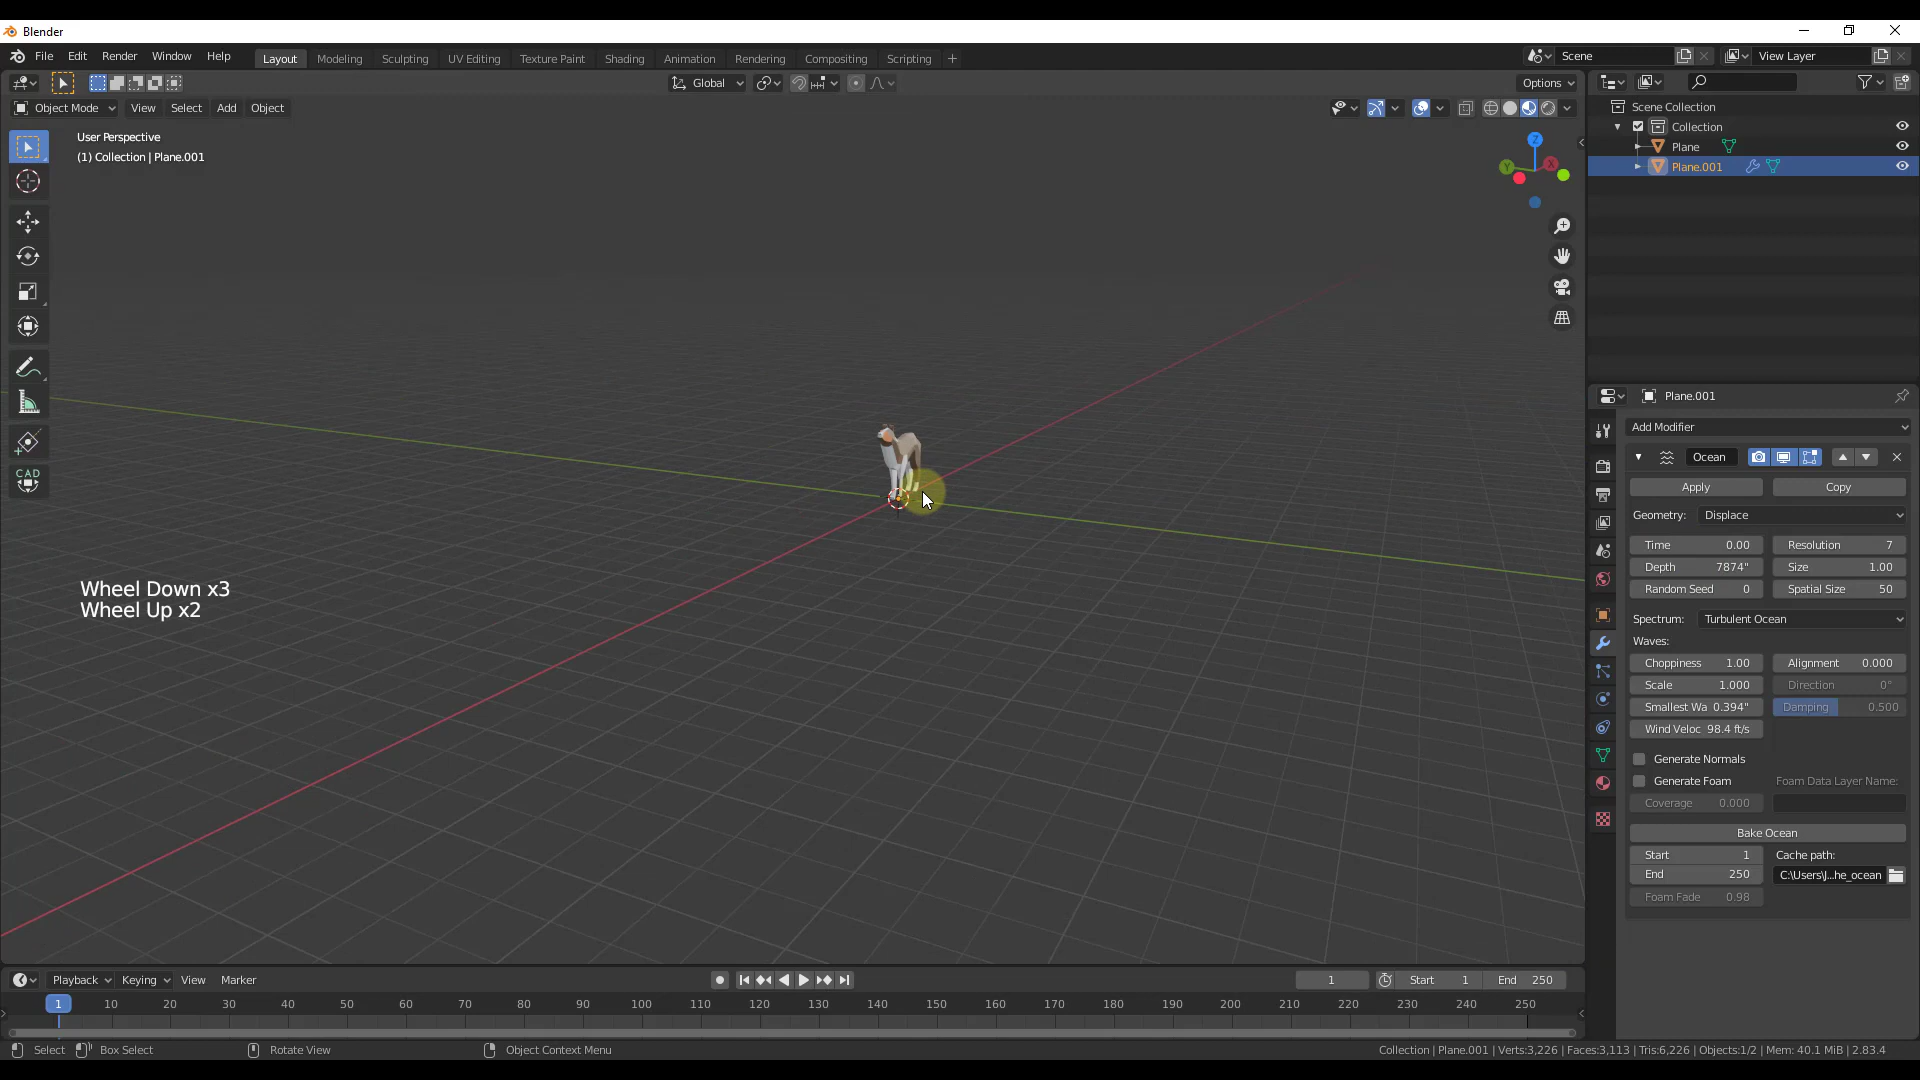 Blender
File Edit Render Window Help Layout Modeling Sculpting UV Editing Texture Paint Shading Animation Rendering Compositing Scripting + Scene View Layer
Global Options
Object Mode View Select Add Object
User Perspective
(1) Collection | Plane.001
Z
Y
X
CAD
Wheel Down x3
Wheel Up x2
Scene Collection
Collection
Plane
Plane.001
Plane.001
Add Modifier
Ocean
Apply Copy
Geometry: Displace
Time 0.00 Resolution 7
Depth 7874" Size 1.00
Random Seed 0 Spatial Size 50
Spectrum: Turbulent Ocean
Waves:
Choppiness 1.00 Alignment 0.000
Scale 1.000 Direction 0°
Smallest Wa 0.394" Damping 0.500
Wind Veloc 98.4 ft/s
Generate Normals
Generate Foam Foam Data Layer Name:
Coverage 0.000
Bake Ocean
Start 1 Cache path:
End 250 C:\Users\J...he_ocean
Foam Fade 0.98
Playback Keying View Marker 1 Start 1 End 250
1 10 20 30 40 50 60 70 80 90 100 110 120 130 140 150 160 170 180 190 200 210 220 230 240 250
Select Box Select Rotate View Object Context Menu Collection | Plane.001 | Verts:3,226 | Faces:3,113 | Tris:6,226 | Objects:1/2 | Mem: 40.1 MiB | 2.83.4